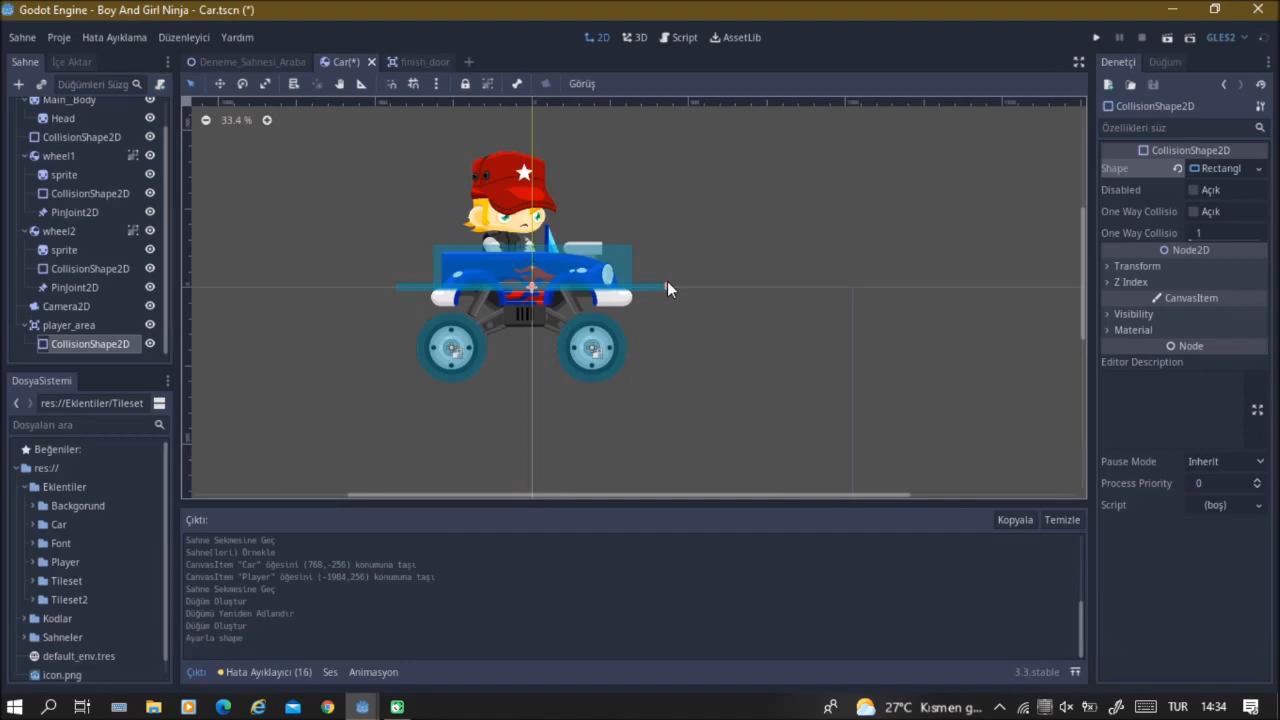 Godot Engine - Boy And Girl Ninja - Car.tscn (*)
Sahne Proje Hata Ayıklama Düzenleyici Yardım
2D 3D Script AssetLib
GLES2
Sahne İçe Aktar
Deneme_Sahnesi_Araba Car(*) finish_door
Denetçi Düğüm
Düğümleri Süzg
Görüş
33.4 %
Main__Body
Head
CollisionShape2D
wheel1
sprite
CollisionShape2D
PinJoint2D
wheel2
sprite
CollisionShape2D
PinJoint2D
Camera2D
player_area
CollisionShape2D
CollisionShape2D
Özellikleri süz
CollisionShape2D
Shape Rectangl
Disabled Açık
One Way Collisio Açık
One Way Collisio 1
Node2D
Transform
Z Index
CanvasItem
Visibility
Material
Node
Editor Description
Pause Mode Inherit
Process Priority 0
Script (boş)
DosyaSistemi
res://Eklentiler/Tileset
Dosyaları ara
Beğeniler:
res://
Eklentiler
Backgorund
Car
Font
Player
Tileset
Tileset2
Kodlar
Sahneler
default_env.tres
icon.png
Çıktı:
Kopyala Temizle
Sahne Sekmesine Geç
Sahne(leri) Örnekle
CanvasItem "Car" öğesini (768,-256) konumuna taşı
CanvasItem "Player" öğesini (-1984,256) konumuna taşı
Sahne Sekmesine Geç
Düğüm Oluştur
Düğümü Yeniden Adlandır
Düğüm Oluştur
Ayarla shape
Çıktı Hata Ayıklayıcı (16) Ses Animasyon
3.3.stable
27°C Kısmen g... TUR 14:34